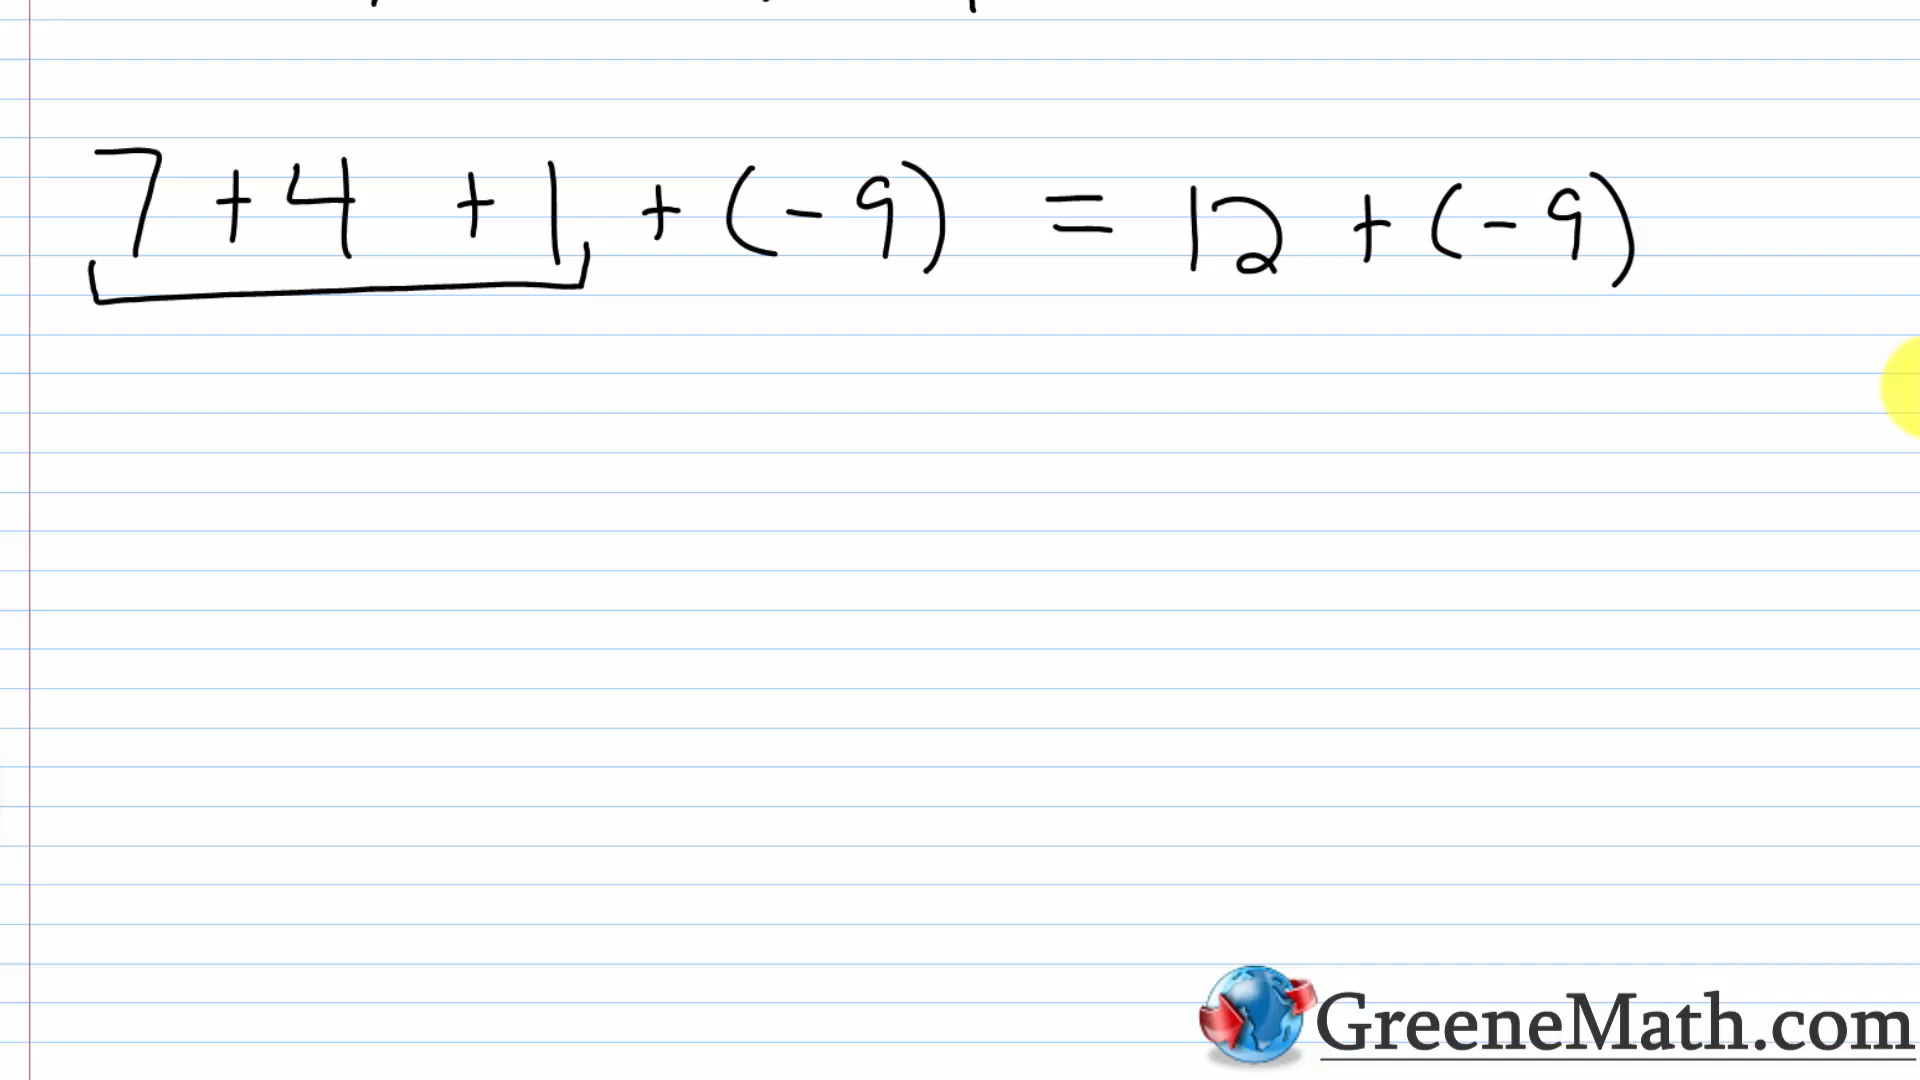 7 + 4 + 1 + (-9) = 12 + (-9)
GreeneMath.com